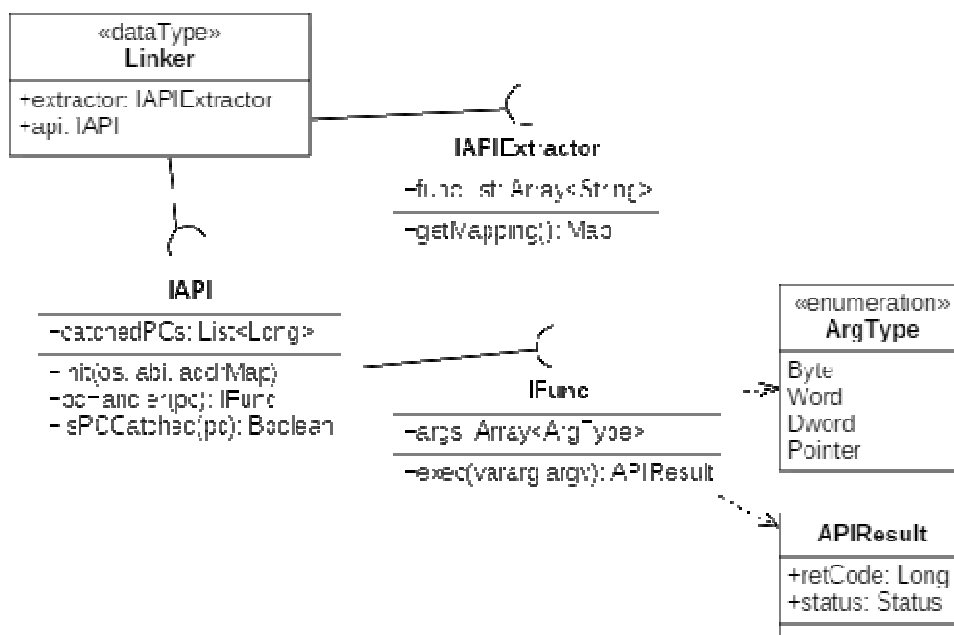 «dataType»
Linker
+extractor: IAPIExtractor
+api: IAPI
IAPIExtractor
+funcList: Array<String>
+getMapping(): Map
IAPI
+catchedPCs: List<Long>
+init(os, abi, addrMap)
+pcHandler(pc): IFunc
+isPCCatched(pc): Boolean
IFunc
+args: Array<ArgType>
+exec(vararg argv): APIResult
«enumeration»
ArgType
Byte
Word
Dword
Pointer
APIResult
+retCode: Long
+status: Status